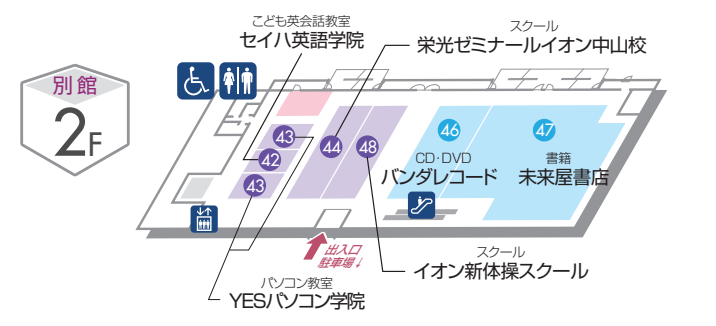 別館
2F
こども英会話教室
セイハ英語学院
スクール
栄光ゼミナールイオン中山校
43
42
43
44
48
46
CD・DVD
バンダレコード
47
書籍
未来屋書店
出入口
駐車場↓
スクール
イオン新体操スクール
パソコン教室
YESパソコン学院